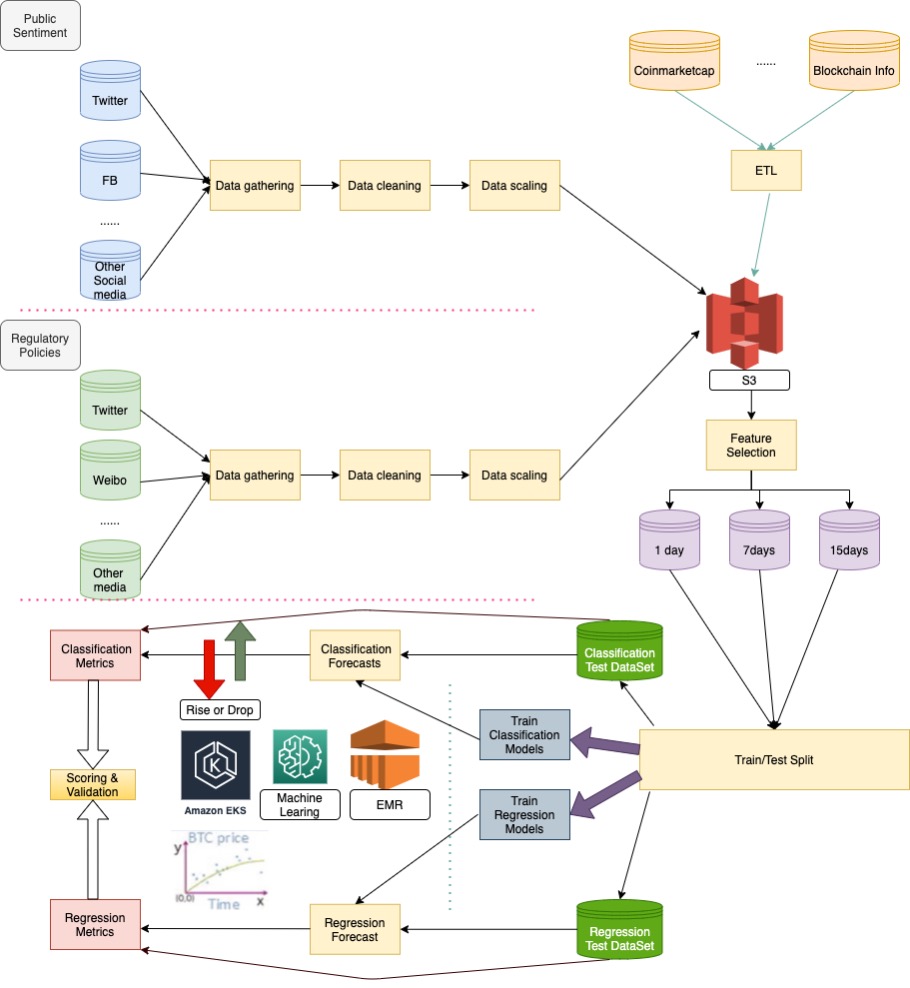 Public
Sentiment
Twitter
FB
......
Other
Social
media
Data gathering
Data cleaning
Data scaling
Coinmarketcap
......
Blockchain Info
ETL
S3
Regulatory
Policies
Twitter
Weibo
......
Other
media
Data gathering
Data cleaning
Data scaling
Feature
Selection
1 day
7days
15days
Classification
Metrics
Classification
Forecasts
Classification
Test DataSet
Rise or Drop
Train
Classification
Models
Train/Test Split
Scoring &
Validation
Amazon EKS
Machine
Learing
EMR
Train
Regression
Models
BTC price
y
(0,0)
Time
x
Regression
Metrics
Regression
Forecast
Regression
Test DataSet